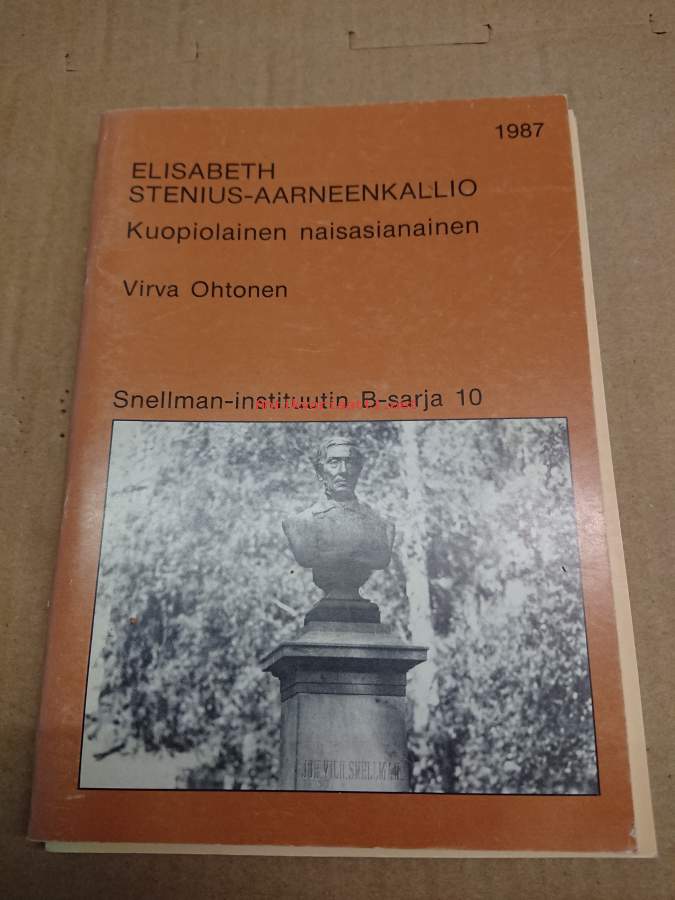 1987
ELISABETH
STENIUS-AARNEENKALLIO
Kuopiolainen naisasianainen
Virva Ohtonen
Snellman-instituutin B-sarja 10
JOH. VILH. SNELLMAN